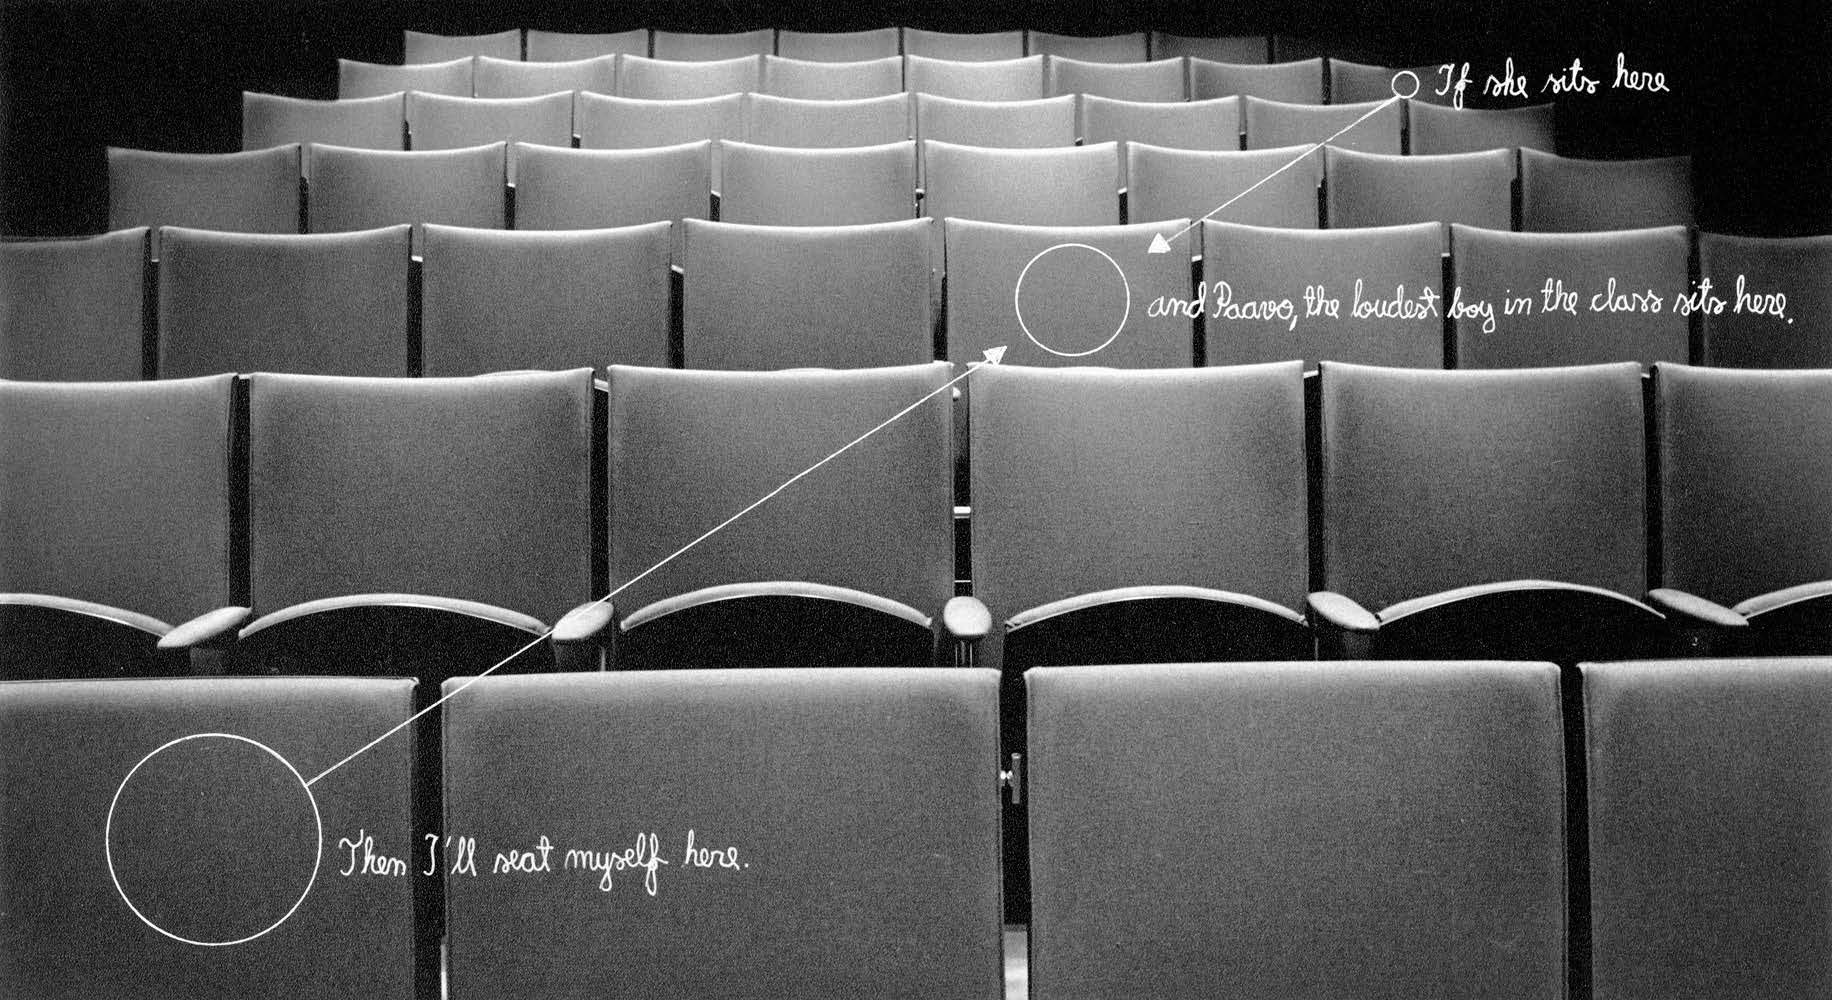 If she sits here
and Paavo, the loudest boy in the class sits here.
Then I'll seat myself here.